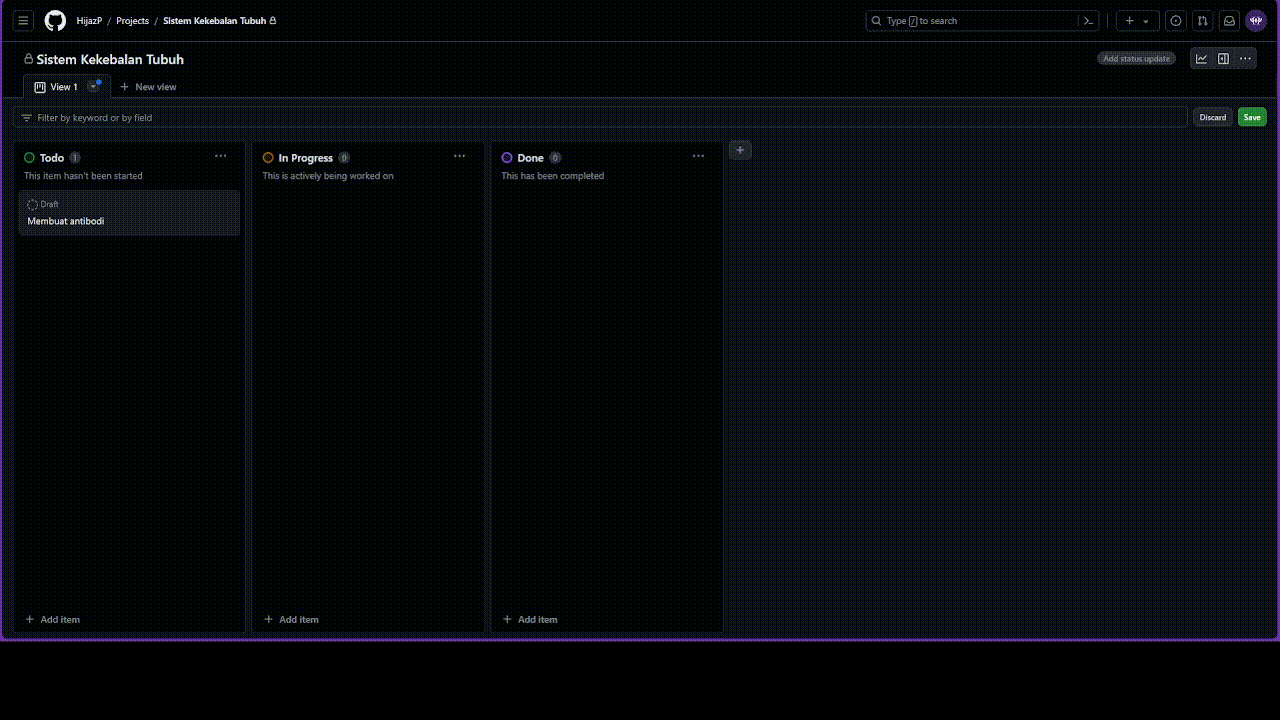 HijazP / Projects / Sistem Kekebalan Tubuh
Type / to search
Sistem Kekebalan Tubuh
Add status update
View 1
New view
Filter by keyword or by field
Discard
Save
Todo 1
This item hasn't been started
Draft
Membuat antibodi
Add item
In Progress 0
This is actively being worked on
Add item
Done 0
This has been completed
Add item